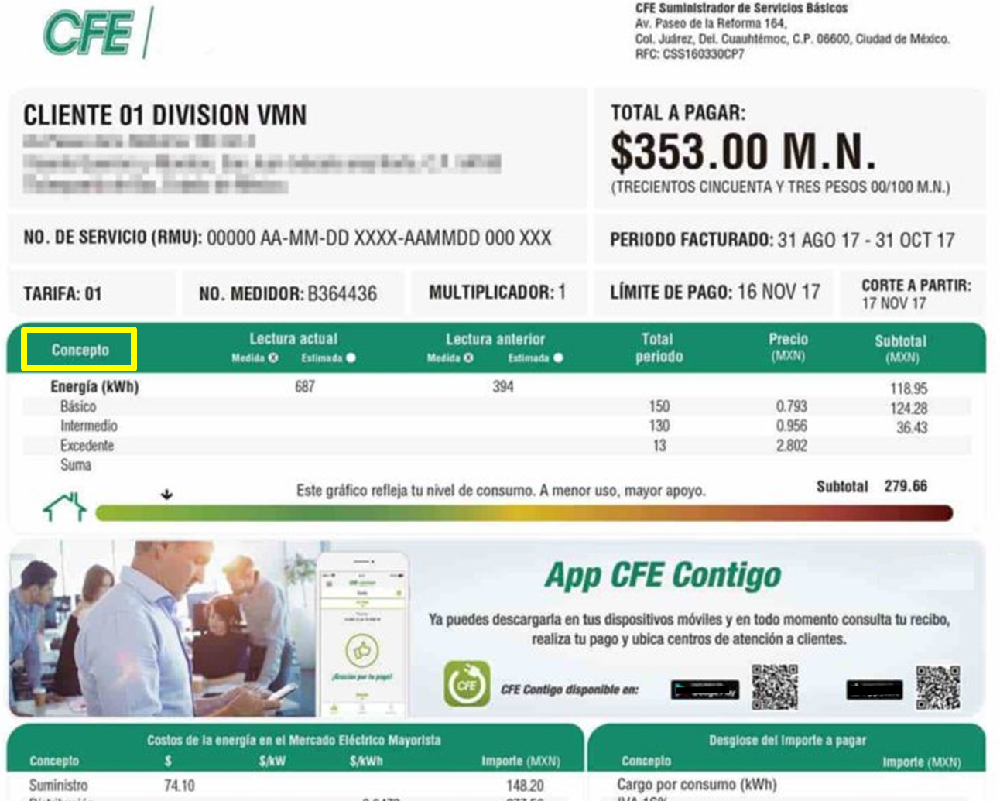 CFE
CFE Suministrador de Servicios Básicos
Av. Paseo de la Reforma 164,
Col. Juárez, Del. Cuauhtémoc, C.P. 06600, Ciudad de México.
RFC: CSS160330CP7
CLIENTE 01 DIVISION VMN
TOTAL A PAGAR:
$353.00 M.N.
(TRECIENTOS CINCUENTA Y TRES PESOS 00/100 M.N.)
NO. DE SERVICIO (RMU): 00000 AA-MM-DD XXXX-AAMMDD 000 XXX
PERIODO FACTURADO: 31 AGO 17 - 31 OCT 17
TARIFA: 01
NO. MEDIDOR: B364436
MULTIPLICADOR: 1
LÍMITE DE PAGO: 16 NOV 17
CORTE A PARTIR:
17 NOV 17
Concepto
Lectura actual
Medida Estimada
Lectura anterior
Medida Estimada
Total
periodo
Precio
(MXN)
Subtotal
(MXN)
Energía (kWh) 687 394 118.95
Básico 150 0.793 124.28
Intermedio 130 0.956 36.43
Excedente 13 2.802
Suma
Este gráfico refleja tu nivel de consumo. A menor uso, mayor apoyo.
Subtotal 279.66
App CFE Contigo
Ya puedes descargarla en tus dispositivos móviles y en todo momento consulta tu recibo,
realiza tu pago y ubica centros de atención a clientes.
¡Gracias por tu pago!
CFE
CFE Contigo disponible en:
Costos de la energía en el Mercado Eléctrico Mayorista
Concepto $ $/kW $/kWh Importe (MXN)
Suministro 74.10 148.20
Desglose del importe a pagar
Concepto Importe (MXN)
Cargo por consumo (kWh)